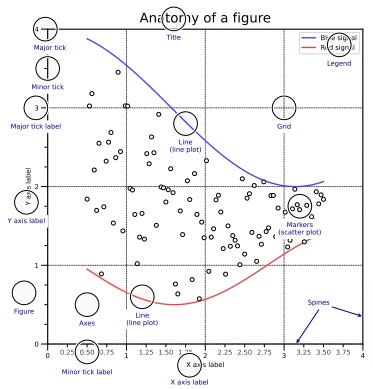 Anatomy of a figure
Title
Blue signal
Red signal
Legend
4
Major tick
Minor tick
3
Major tick label
Grid
Line
(line plot)
2
Y axis label
Y axis label
Markers
(scatter plot)
1
Figure
Axes
Line
(line plot)
Spines
0
0 0.25 0.50 0.75 1 1.25 1.50 1.75 2 2.25 2.50 2.75 3 3.25 3.50 3.75 4
Minor tick label
X axis label
X axis label